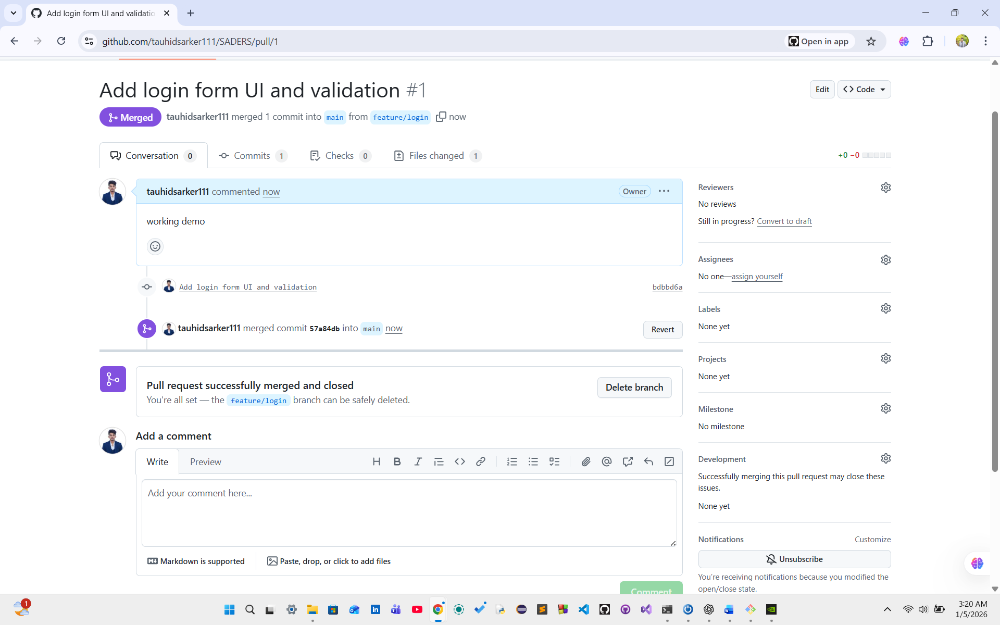 Add login form UI and validatio
github.com/tauhidsarker111/SADERS/pull/1
Open in app
Add login form UI and validation #1
Edit
Code
Merged
tauhidsarker111 merged 1 commit into main from feature/login now
Conversation 0
Commits 1
Checks 0
Files changed 1
+0 −0
tauhidsarker111 commented now
Owner
working demo
Add login form UI and validation
bdbbd6a
tauhidsarker111 merged commit 57a84db into main now
Revert
Pull request successfully merged and closed
You're all set — the feature/login branch can be safely deleted.
Delete branch
Add a comment
Write
Preview
Add your comment here...
Markdown is supported
Paste, drop, or click to add files
Comment
Reviewers
No reviews
Still in progress? Convert to draft
Assignees
No one—assign yourself
Labels
None yet
Projects
None yet
Milestone
No milestone
Development
Successfully merging this pull request may close these
issues.
None yet
Notifications
Customize
Unsubscribe
You're receiving notifications because you modified the
open/close state.
1
3:20 AM
1/5/2026